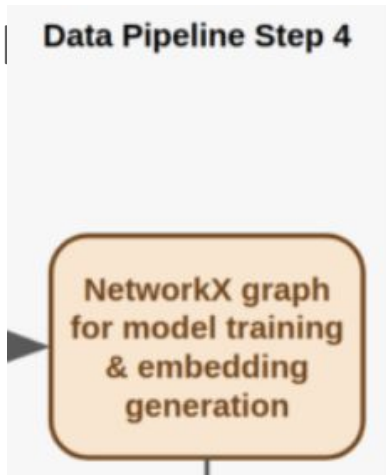 Data Pipeline Step 4
NetworkX graph
for model training
& embedding
generation